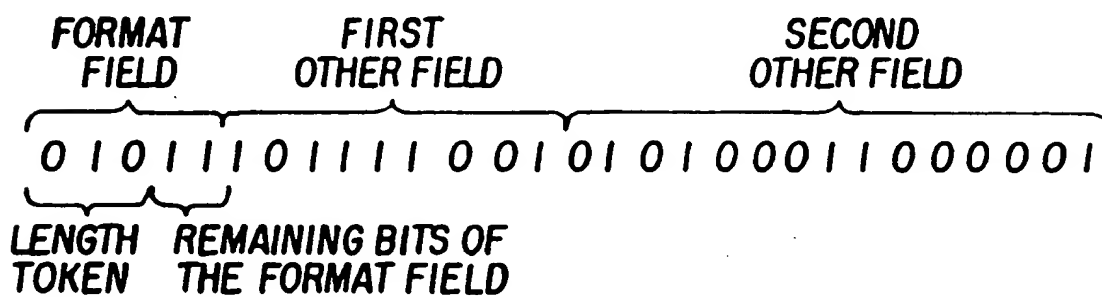 FORMAT FIRST SECOND
FIELD OTHER FIELD OTHER FIELD
0 1 0 1 1 1 0 1 1 1 1 0 0 1 0 1 0 1 0 0 0 1 1 0 0 0 0 0 1
LENGTH REMAINING BITS OF
TOKEN THE FORMAT FIELD